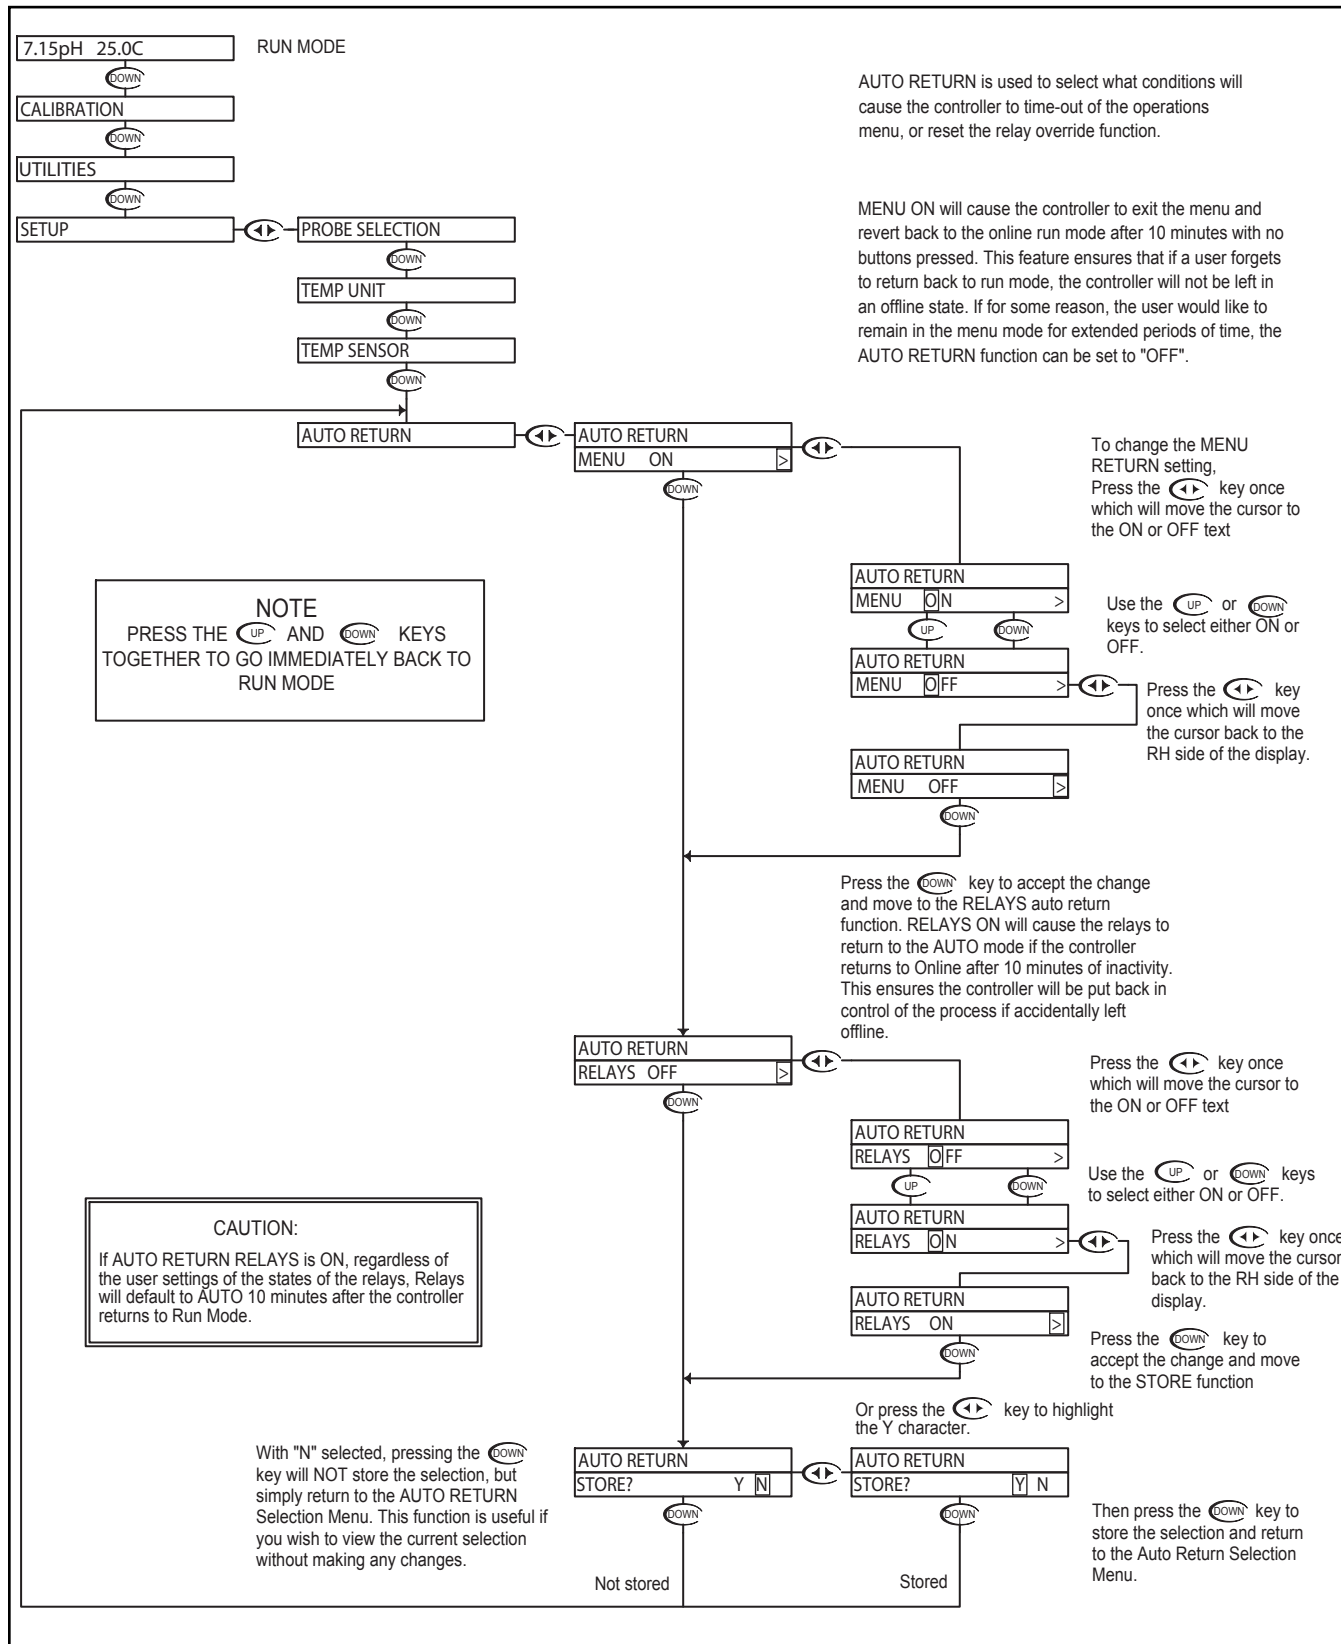 7.15pH 25.0C
RUN MODE
DOWN
CALIBRATION
DOWN
UTILITIES
DOWN
SETUP
PROBE SELECTION
DOWN
TEMP UNIT
DOWN
TEMP SENSOR
DOWN
AUTO RETURN is used to select what conditions will
cause the controller to time-out of the operations
menu, or reset the relay override function.
MENU ON will cause the controller to exit the menu and
revert back to the online run mode after 10 minutes with no
buttons pressed. This feature ensures that if a user forgets
to return back to run mode, the controller will not be left in
an offline state. If for some reason, the user would like to
remain in the menu mode for extended periods of time, the
AUTO RETURN function can be set to "OFF".
AUTO RETURN
AUTO RETURN
MENU ON >
DOWN
To change the MENU
RETURN setting,
Press the key once
which will move the cursor to
the ON or OFF text
AUTO RETURN
MENU ON >
UP DOWN
AUTO RETURN
MENU OFF >
Use the UP or DOWN
keys to select either ON or
OFF.
Press the key
once which will move
the cursor back to the
RH side of the display.
AUTO RETURN
MENU OFF >
DOWN
NOTE
PRESS THE UP AND DOWN KEYS
TOGETHER TO GO IMMEDIATELY BACK TO
RUN MODE
Press the DOWN key to accept the change
and move to the RELAYS auto return
function. RELAYS ON will cause the relays to
return to the AUTO mode if the controller
returns to Online after 10 minutes of inactivity.
This ensures the controller will be put back in
control of the process if accidentally left
offline.
AUTO RETURN
RELAYS OFF >
DOWN
Press the key once
which will move the cursor to
the ON or OFF text
AUTO RETURN
RELAYS OFF >
UP DOWN
AUTO RETURN
RELAYS ON >
Use the UP or DOWN keys
to select either ON or OFF.
Press the key once
which will move the cursor
back to the RH side of the
display.
AUTO RETURN
RELAYS ON >
DOWN
Press the DOWN key to
accept the change and move
to the STORE function
CAUTION:
If AUTO RETURN RELAYS is ON, regardless of
the user settings of the states of the relays, Relays
will default to AUTO 10 minutes after the controller
returns to Run Mode.
Or press the key to highlight
the Y character.
With "N" selected, pressing the DOWN
key will NOT store the selection, but
simply return to the AUTO RETURN
Selection Menu. This function is useful if
you wish to view the current selection
without making any changes.
AUTO RETURN
STORE? Y N
DOWN
AUTO RETURN
STORE? Y N
DOWN
Then press the DOWN key to
store the selection and return
to the Auto Return Selection
Menu.
Not stored
Stored